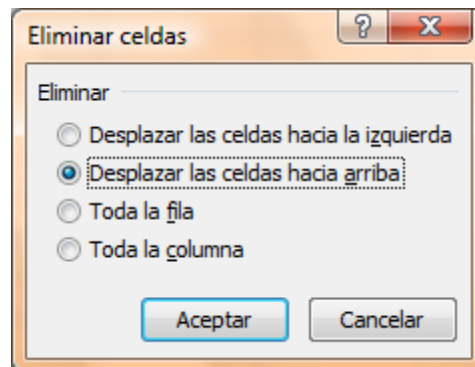 Eliminar celdas
Eliminar
Desplazar las celdas hacia la izquierda
Desplazar las celdas hacia arriba
Toda la fila
Toda la columna
Aceptar Cancelar